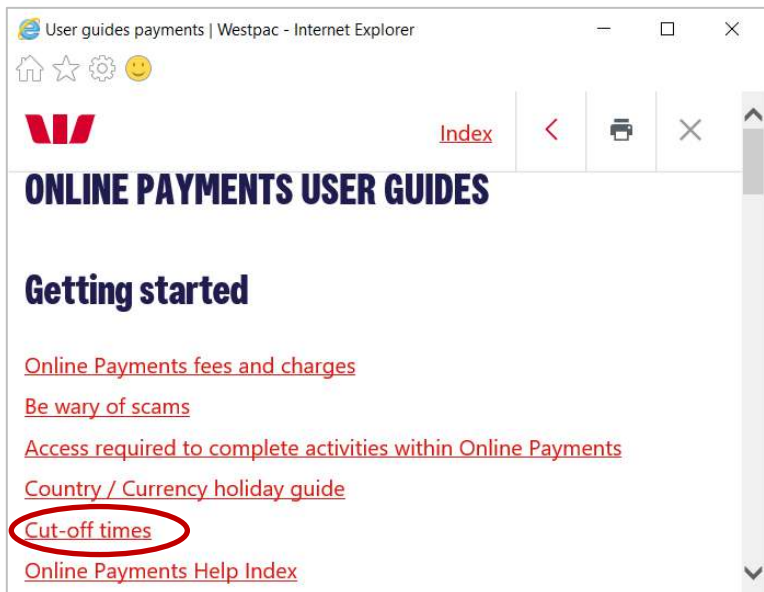 User guides payments | Westpac - Internet Explorer
Index
ONLINE PAYMENTS USER GUIDES
Getting started
Online Payments fees and charges
Be wary of scams
Access required to complete activities within Online Payments
Country / Currency holiday guide
Cut-off times
Online Payments Help Index